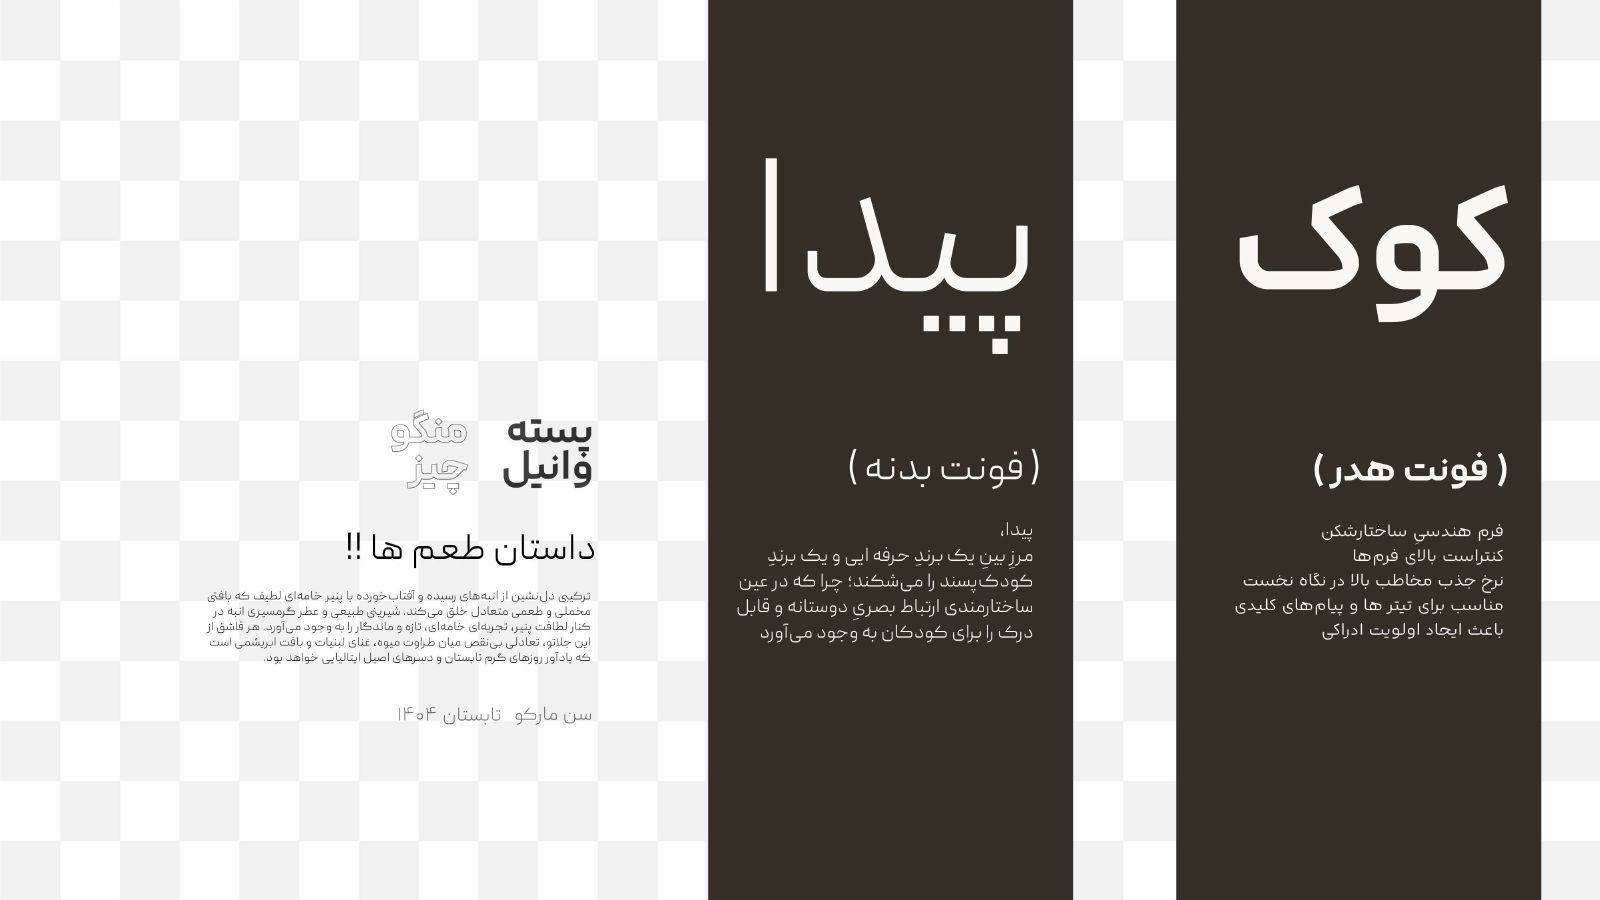 کوک
( فونت هدر )
فرم هندسیِ ساختارشکن
کنتراست بالای فرم‌ها
نرخ جذب مخاطب بالا در نگاه نخست
مناسب برای تیتر ها و پیام‌های کلیدی
باعث ایجاد اولویت ادراکی
پیدا
( فونت بدنه )
پیدا،
مرزِ بینِ یک برندِ حرفه ایی و یک برندِ
کودک‌پسند را می‌شکند؛ چرا که در عین
ساختارمندی ارتباط بصریِ دوستانه و قابل
درک را برای کودکان به وجود می‌آورد
پسته منگو
وانیل چیز
داستان طعم ها !!
ترکیبی دل‌نشین از انبه‌های رسیده و آفتاب‌خورده با پنیر خامه‌ای لطیف که بافتی
مخملی و طعمی متعادل خلق می‌کند. شیرینی طبیعی و عطر گرمسیری انبه در
کنار لطافت پنیر، تجربه‌ای خامه‌ای، تازه و ماندگار را به وجود می‌آورد. هر قاشق از
این جلاتو، تعادلی بی‌نقص میان طراوت میوه، غنای لبنیات و بافت ابریشمی است
که یادآور روزهای گرم تابستان و دسرهای اصیل ایتالیایی خواهد بود.
سن مارکو تابستان ۱۴۰۴